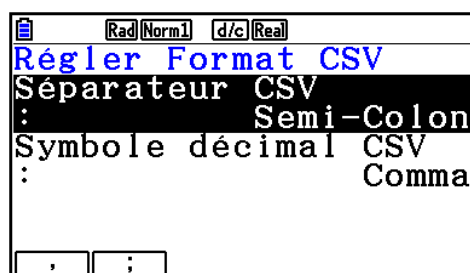 Rad Norm1 d/c Real
Régler Format CSV
Séparateur CSV
: Semi-Colon
Symbole décimal CSV
: Comma
, ;